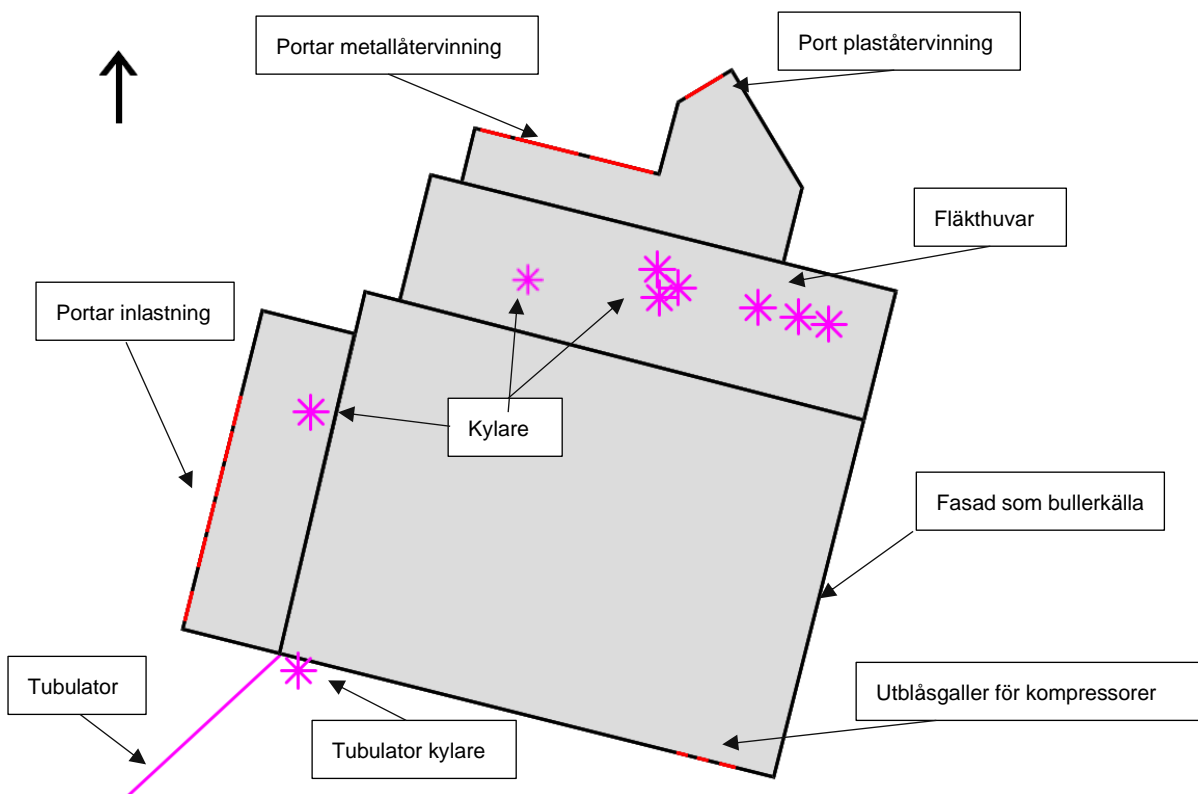 Portar metallåtervinning
Port plaståtervinning
Fläkthuvar
Portar inlastning
Kylare
Fasad som bullerkälla
Tubulator
Utblåsgaller för kompressorer
Tubulator kylare